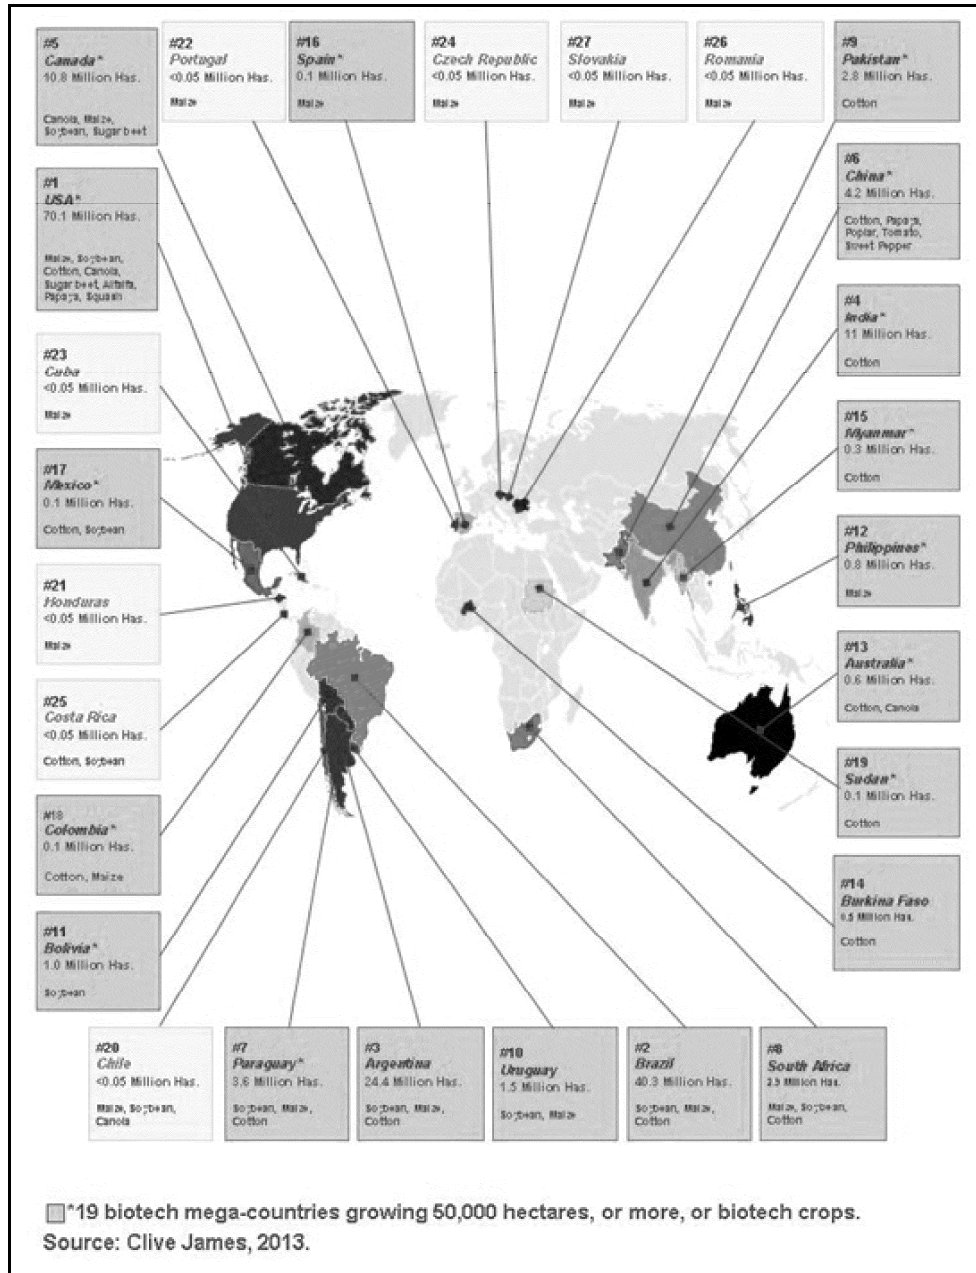 #5
Canada*
10.8 Million Has.
Canola, Maize,
Soybean, Sugar beet
#22
Portugal
<0.05 Million Has.
Maize
#16
Spain*
0.1 Million Has.
Maize
#24
Czech Republic
<0.05 Million Has.
Maize
#27
Slovakia
<0.05 Million Has.
Maize
#26
Romania
<0.05 Million Has.
Maize
#9
Pakistan*
2.8 Million Has.
Cotton
#1
USA*
70.1 Million Has.
Maize, Soybean,
Cotton, Canola,
Sugar beet, Alfalfa,
Papaya, Squash
#6
China*
4.2 Million Has.
Cotton, Papaya,
Poplar, Tomato,
Sweet Pepper
#4
India*
11 Million Has.
Cotton
#23
Cuba
<0.05 Million Has.
Maize
#15
Myanmar*
0.3 Million Has.
Cotton
#17
Mexico*
0.1 Million Has.
Cotton, Soybean
#12
Philippines*
0.8 Million Has.
Maize
#21
Honduras
<0.05 Million Has.
Maize
#13
Australia*
0.6 Million Has.
Cotton, Canola
#25
Costa Rica
<0.05 Million Has.
Cotton, Soybean
#19
Sudan*
0.1 Million Has.
Cotton
#18
Colombia*
0.1 Million Has.
Cotton, Maize
#14
Burkina Faso
0.5 Million Has.
Cotton
#11
Bolivia*
1.0 Million Has.
Soybean
#20
Chile
<0.05 Million Has.
Maize, Soybean,
Canola
#7
Paraguay*
3.6 Million Has.
Soybean, Maize,
Cotton
#3
Argentina
24.4 Million Has.
Soybean, Maize,
Cotton
#10
Uruguay
1.5 Million Has.
Soybean, Maize
#2
Brazil
40.3 Million Has.
Soybean, Maize,
Cotton
#8
South Africa
2.9 Million Has.
Maize, Soybean,
Cotton
*19 biotech mega-countries growing 50,000 hectares, or more, or biotech crops.
Source: Clive James, 2013.